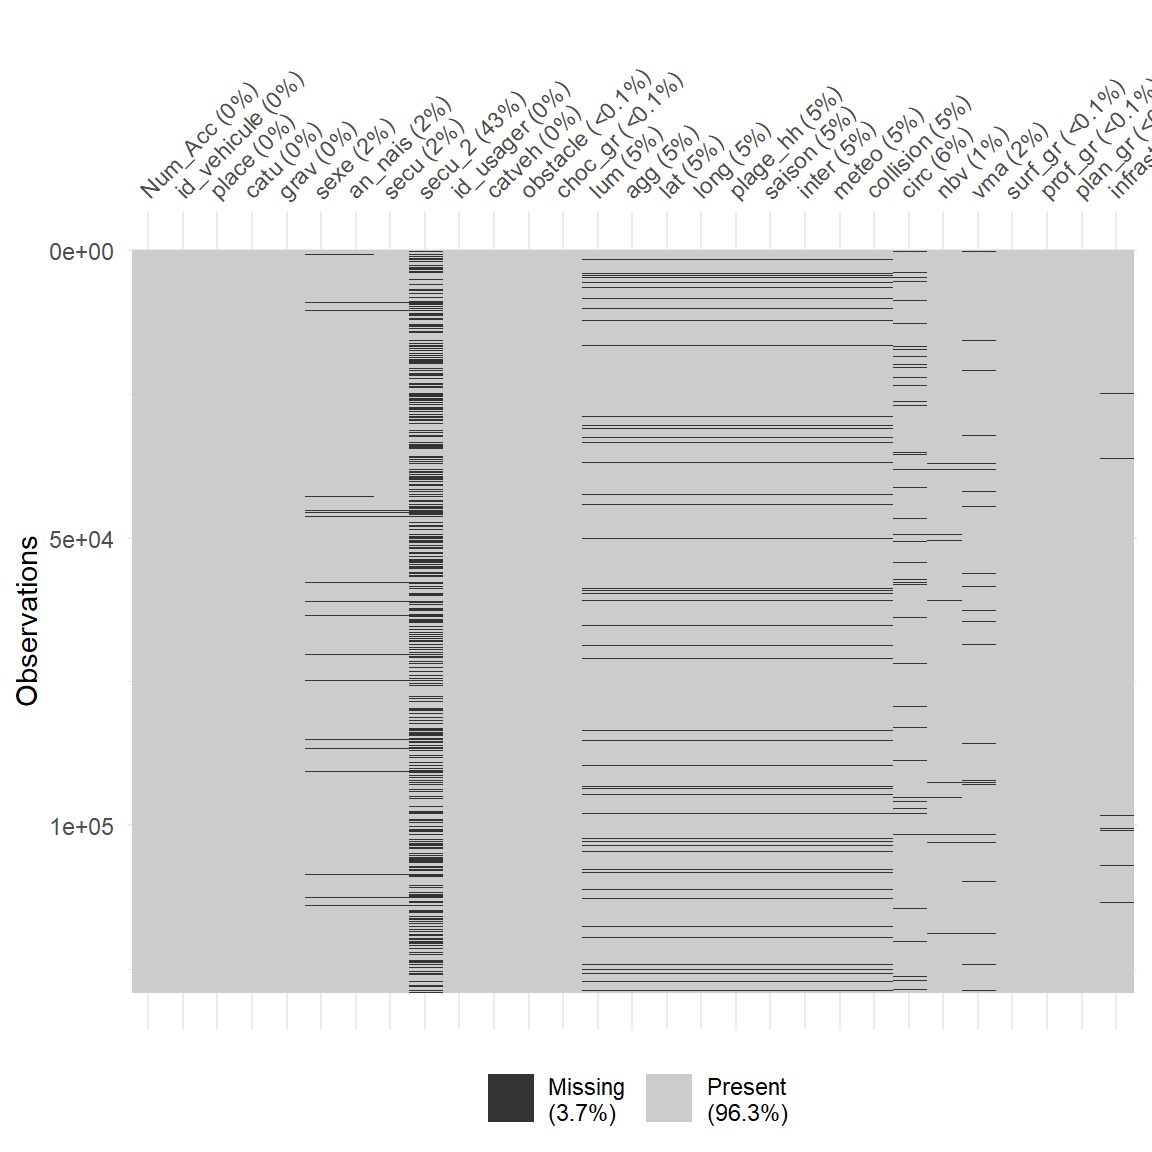 Num_Acc (0%)
id_vehicule (0%)
place (0%)
catu (0%)
grav (0%)
sexe (2%)
an_nais (2%)
secu (2%)
secu_2 (43%)
id_usager (0%)
catveh (0%)
obstacle (<0.1%)
choc_gr (<0.1%)
lum (5%)
agg (5%)
lat (5%)
long (5%)
plage_hh (5%)
saison (5%)
inter (5%)
meteo (5%)
collision (5%)
circ (6%)
nbv (1%)
vma (2%)
surf_gr (<0.1%)
prof_gr (<0.1%
plan_gr (<0
infrast
0e+00
5e+04
1e+05
Observations
Missing
(3.7%)
Present
(96.3%)